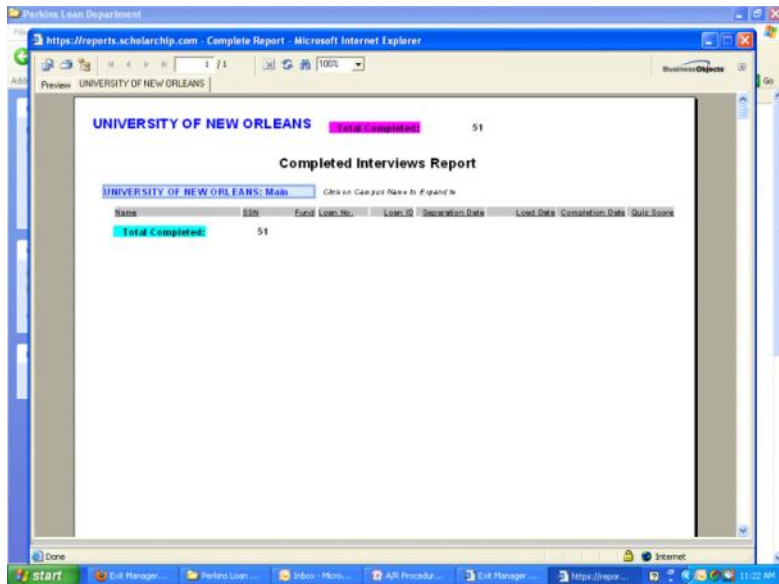 Perkins Loan Department
https://reports.scholarchip.com - Complete Report - Microsoft Internet Explorer
1 /1 100% BusinessObjects
Go
Preview UNIVERSITY OF NEW ORLEANS
UNIVERSITY OF NEW ORLEANS Total Completed: 51
Completed Interviews Report
UNIVERSITY OF NEW ORLEANS: Main Click on Campus Name to Expand to
Name SSN Fund Loan No. Loan ID Separation Date Load Date Completion Date Quiz Score
Total Completed: 51
Done Internet
start Exit Manager... Perkins Loan ... Inbox - Micro... A/R Procedur... Exit Manager ... https://repor... 11:22 AM